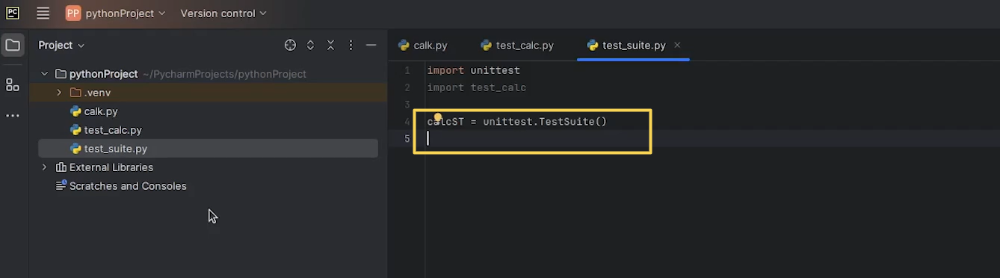 PC PP pythonProject Version control
Project
calk.py test_calc.py test_suite.py
pythonProject ~/PycharmProjects/pythonProject
.venv
calk.py
test_calc.py
test_suite.py
External Libraries
Scratches and Consoles
1 import unittest
2 import test_calc
3
4 calcST = unittest.TestSuite()
5